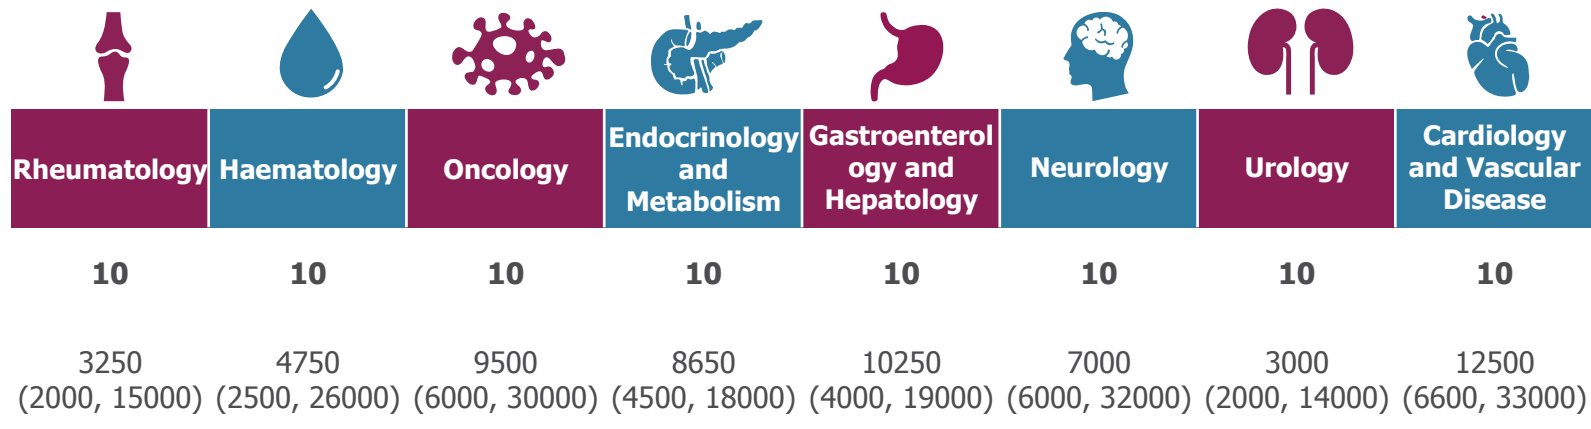 Rheumatology
Haematology
Oncology
Endocrinology
and
Metabolism
Gastroenterol
ogy and
Hepatology
Neurology
Urology
Cardiology
and Vascular
Disease
10
10
10
10
10
10
10
10
3250
(2000, 15000)
4750
(2500, 26000)
9500
(6000, 30000)
8650
(4500, 18000)
10250
(4000, 19000)
7000
(6000, 32000)
3000
(2000, 14000)
12500
(6600, 33000)